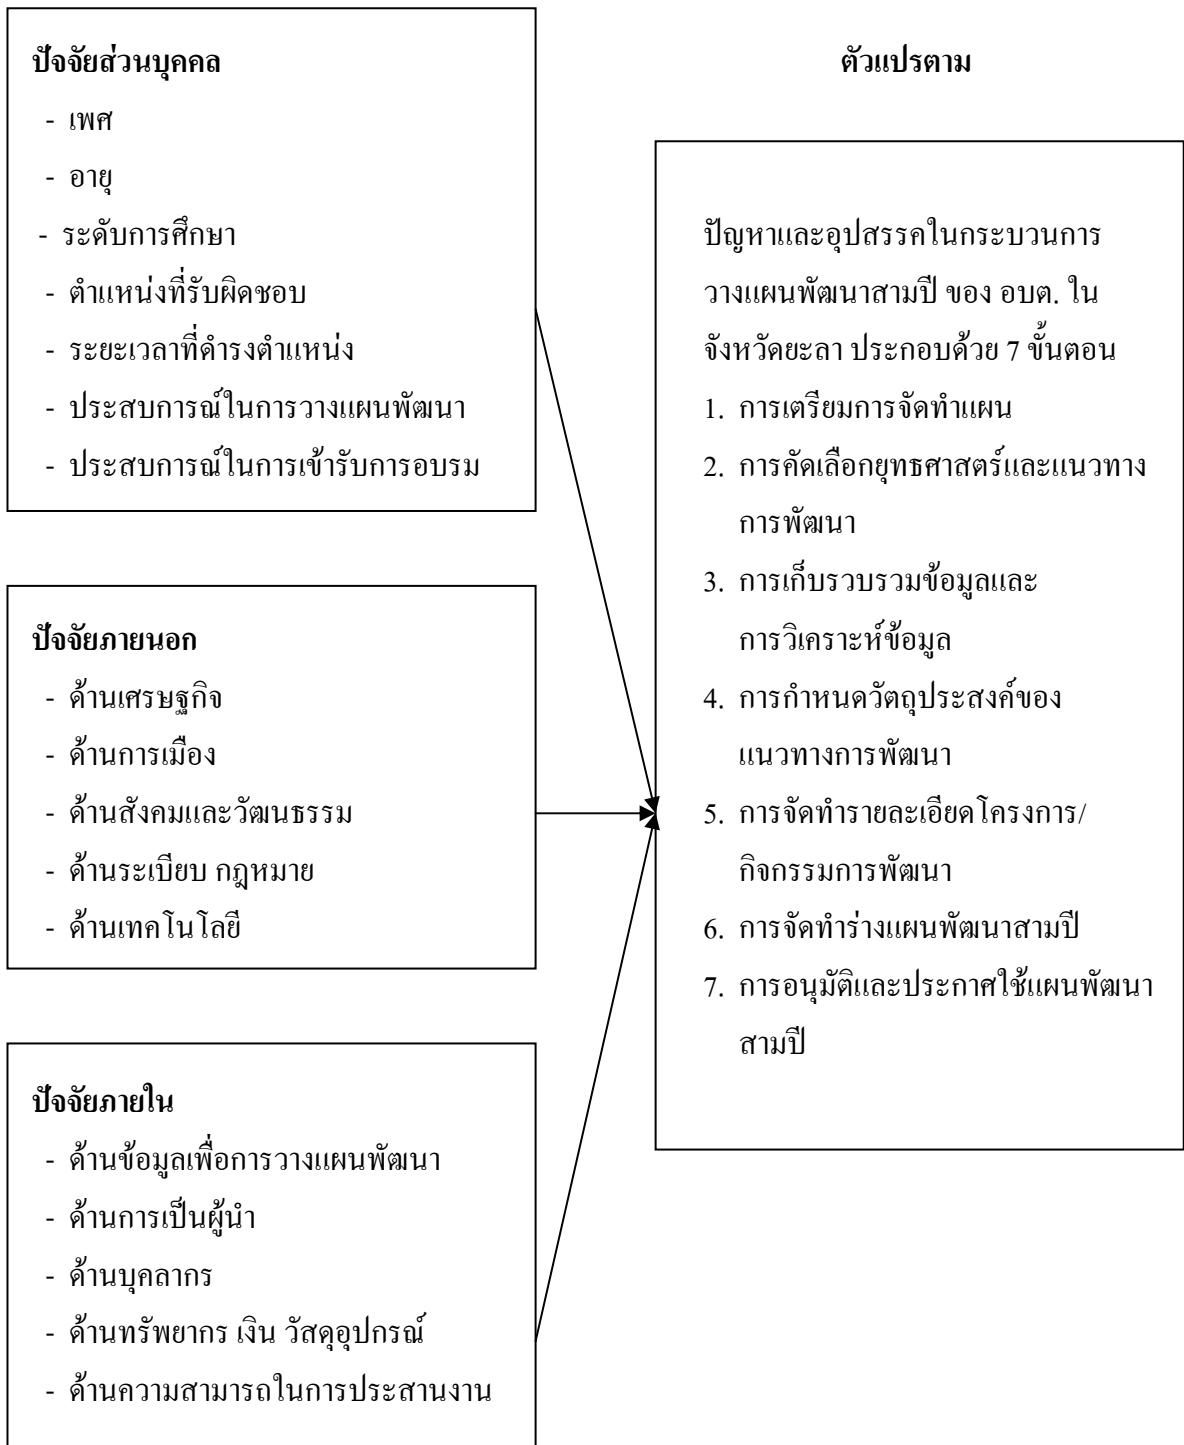 ปัจจัยส่วนบุคคล
- เพศ
- อายุ
- ระดับการศึกษา
- ตำแหน่งที่รับผิดชอบ
- ระยะเวลาที่ดำรงตำแหน่ง
- ประสบการณ์ในการวางแผนพัฒนา
- ประสบการณ์ในการเข้ารับการอบรม
ปัจจัยภายนอก
- ด้านเศรษฐกิจ
- ด้านการเมือง
- ด้านสังคมและวัฒนธรรม
- ด้านระเบียบ กฎหมาย
- ด้านเทคโนโลยี
ปัจจัยภายใน
- ด้านข้อมูลเพื่อการวางแผนพัฒนา
- ด้านการเป็นผู้นำ
- ด้านบุคลากร
- ด้านทรัพยากร เงิน วัสดุอุปกรณ์
- ด้านความสามารถในการประสานงาน
ตัวแปรตาม
ปัญหาและอุปสรรคในกระบวนการ
วางแผนพัฒนาสามปี ของ อบต. ใน
จังหวัดยะลา ประกอบด้วย 7 ขั้นตอน
1. การเตรียมการจัดทำแผน
2. การคัดเลือกยุทธศาสตร์และแนวทาง
การพัฒนา
3. การเก็บรวบรวมข้อมูลและ
การวิเคราะห์ข้อมูล
4. การกำหนดวัตถุประสงค์ของ
แนวทางการพัฒนา
5. การจัดทำรายละเอียดโครงการ/
กิจกรรมการพัฒนา
6. การจัดทำร่างแผนพัฒนาสามปี
7. การอนุมัติและประกาศใช้แผนพัฒนา
สามปี